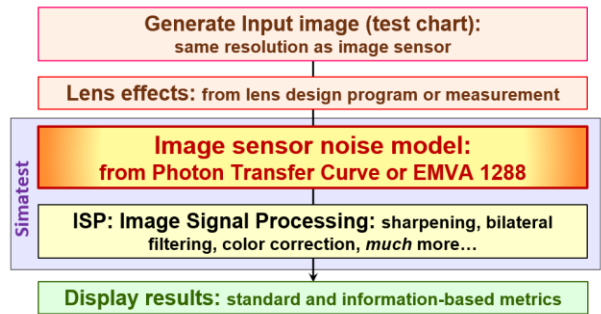 Generate Input image (test chart):
same resolution as image sensor
Lens effects: from lens design program or measurement
Simatest
Image sensor noise model:
from Photon Transfer Curve or EMVA 1288
ISP: Image Signal Processing: sharpening, bilateral
filtering, color correction, much more…
Display results: standard and information-based metrics